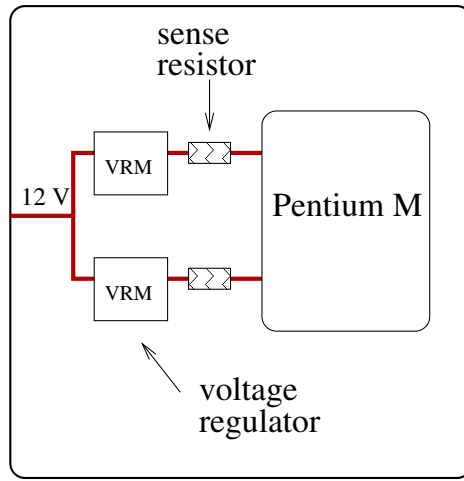 sense
resistor
VRM
12 V
Pentium M
VRM
voltage
regulator